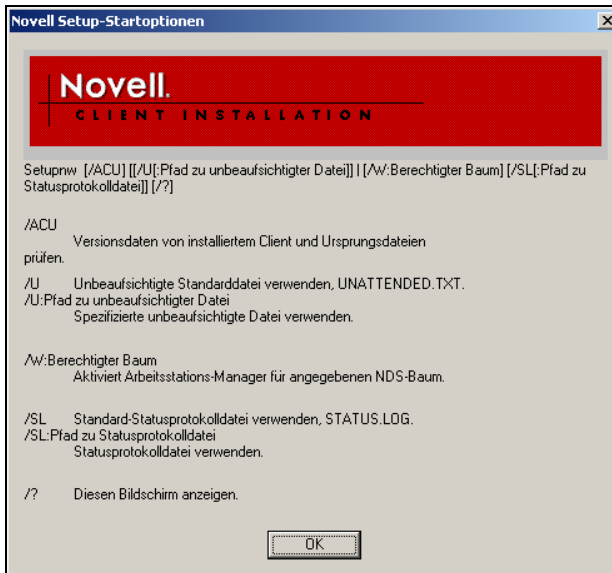 Novell Setup-Startoptionen
Novell.
CLIENT INSTALLATION
Setupnw [/ACU] [[/U[:Pfad zu unbeaufsichtigter Datei]] | [/W:Berechtigter Baum] [/SL[:Pfad zu
Statusprotokolldatei]] [/?]
/ACU
Versionsdaten von installiertem Client und Ursprungsdateien
prüfen.
/U Unbeaufsichtigte Standarddatei verwenden, UNATTENDED.TXT.
/U:Pfad zu unbeaufsichtigter Datei
Spezifizierte unbeaufsichtigte Datei verwenden.
/W:Berechtigter Baum
Aktiviert Arbeitsstations-Manager für angegebenen NDS-Baum.
/SL Standard-Statusprotokolldatei verwenden, STATUS.LOG.
/SL:Pfad zu Statusprotokolldatei
Statusprotokolldatei verwenden.
/? Diesen Bildschirm anzeigen.
OK